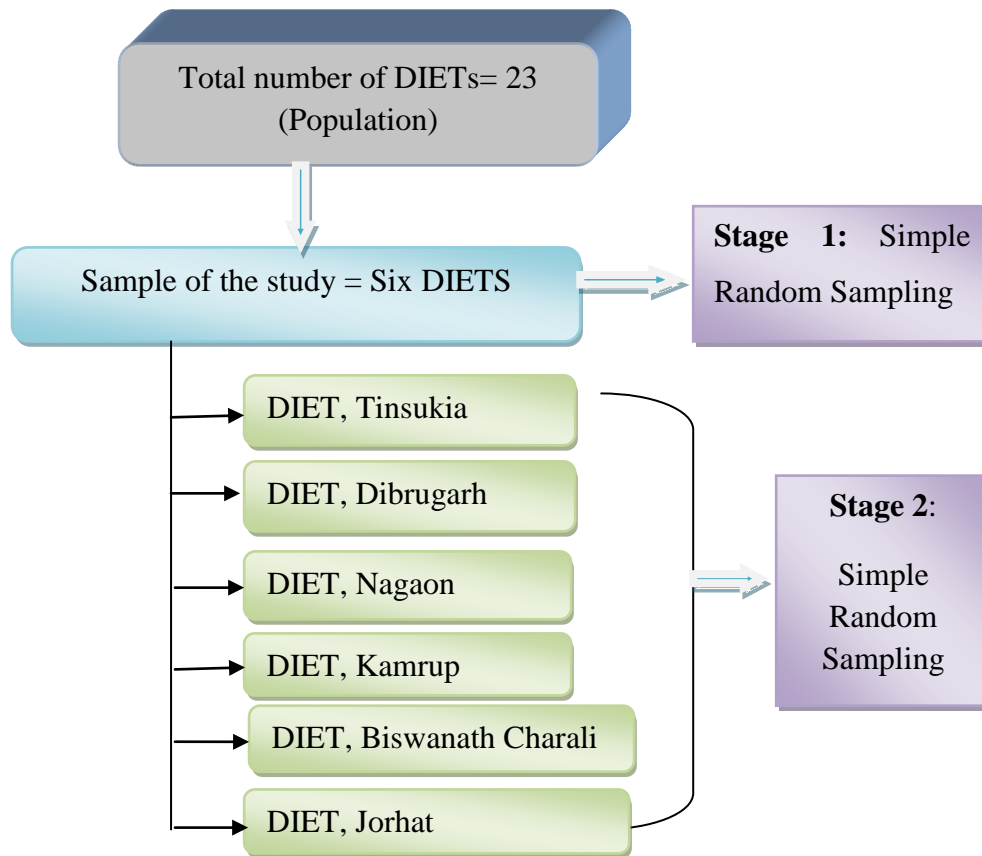 Total number of DIETs= 23
(Population)
Sample of the study = Six DIETS
Stage 1: Simple
Random Sampling
DIET, Tinsukia
DIET, Dibrugarh
DIET, Nagaon
DIET, Kamrup
DIET, Biswanath Charali
DIET, Jorhat
Stage 2:
Simple
Random
Sampling